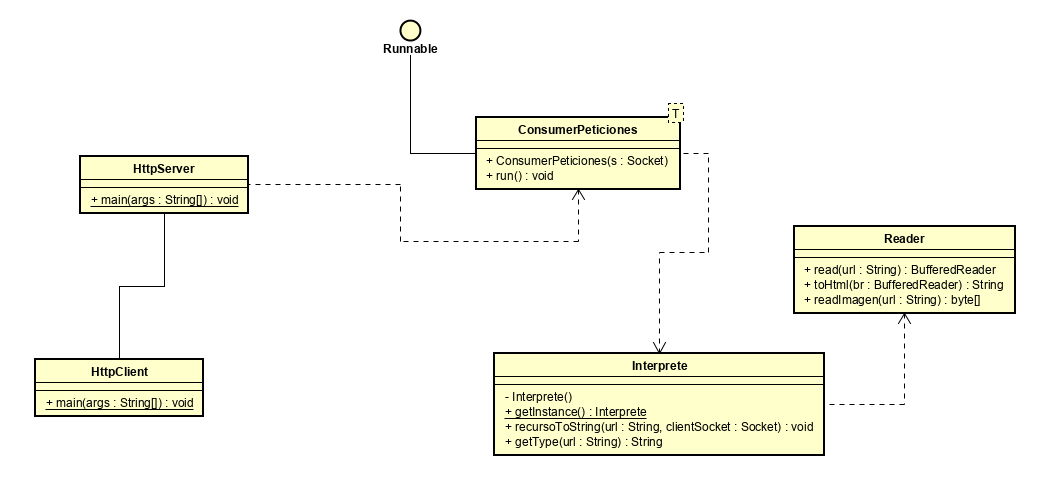 Runnable
T
ConsumerPeticiones
+ ConsumerPeticiones(s : Socket)
+ run() : void
HttpServer
+ main(args : String[]) : void
Reader
+ read(url : String) : BufferedReader
+ toHtml(br : BufferedReader) : String
+ readImagen(url : String) : byte[]
HttpClient
+ main(args : String[]) : void
Interprete
- Interprete()
+ getInstance() : Interprete
+ recursoToString(url : String, clientSocket : Socket) : void
+ getType(url : String) : String